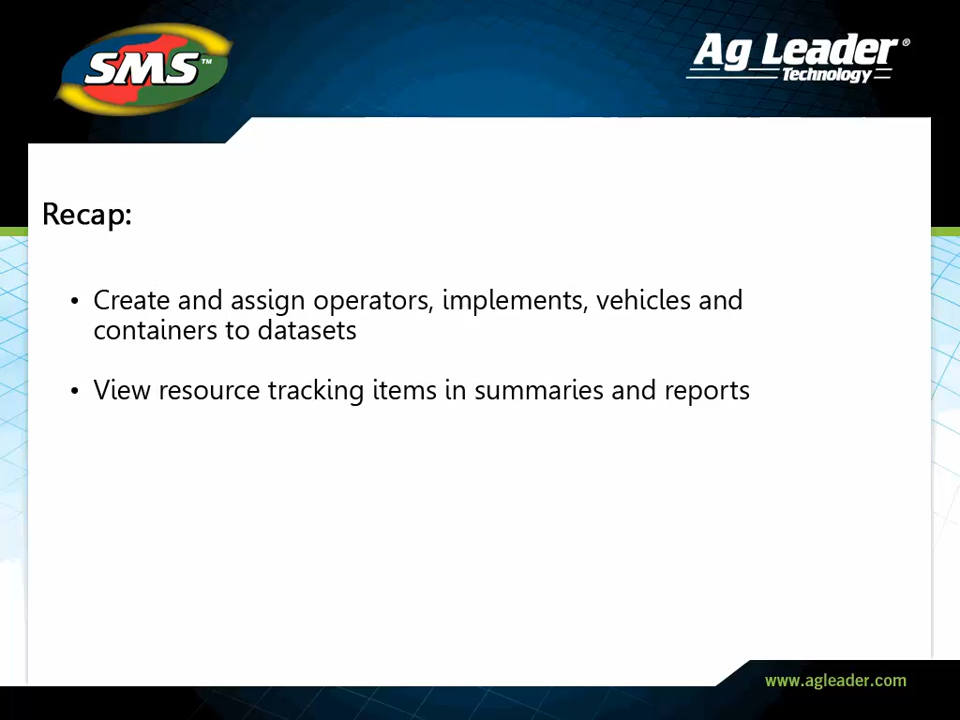 SMS™
Ag Leader®
Technology
Recap:
• Create and assign operators, implements, vehicles and
containers to datasets
• View resource tracking items in summaries and reports
www.agleader.com